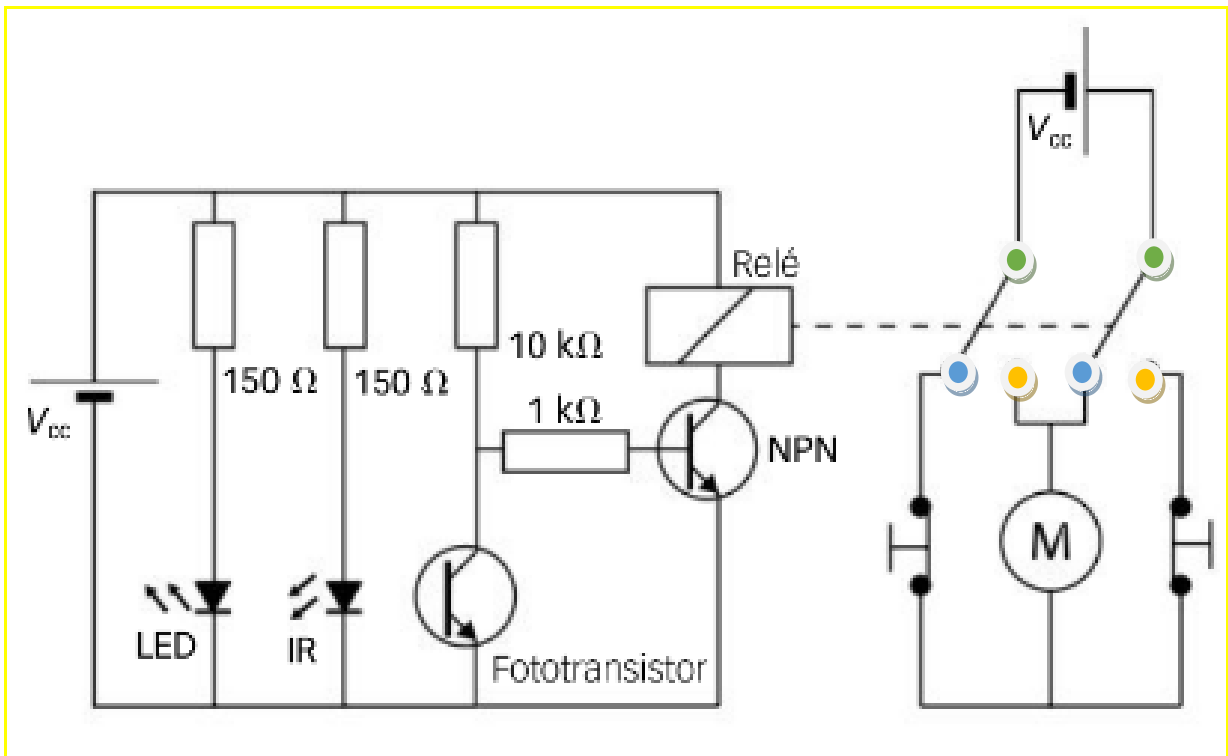 Vcc
Relé
10 kΩ
150 Ω
150 Ω
Vcc
1 kΩ
NPN
M
LED
IR
Fototransistor